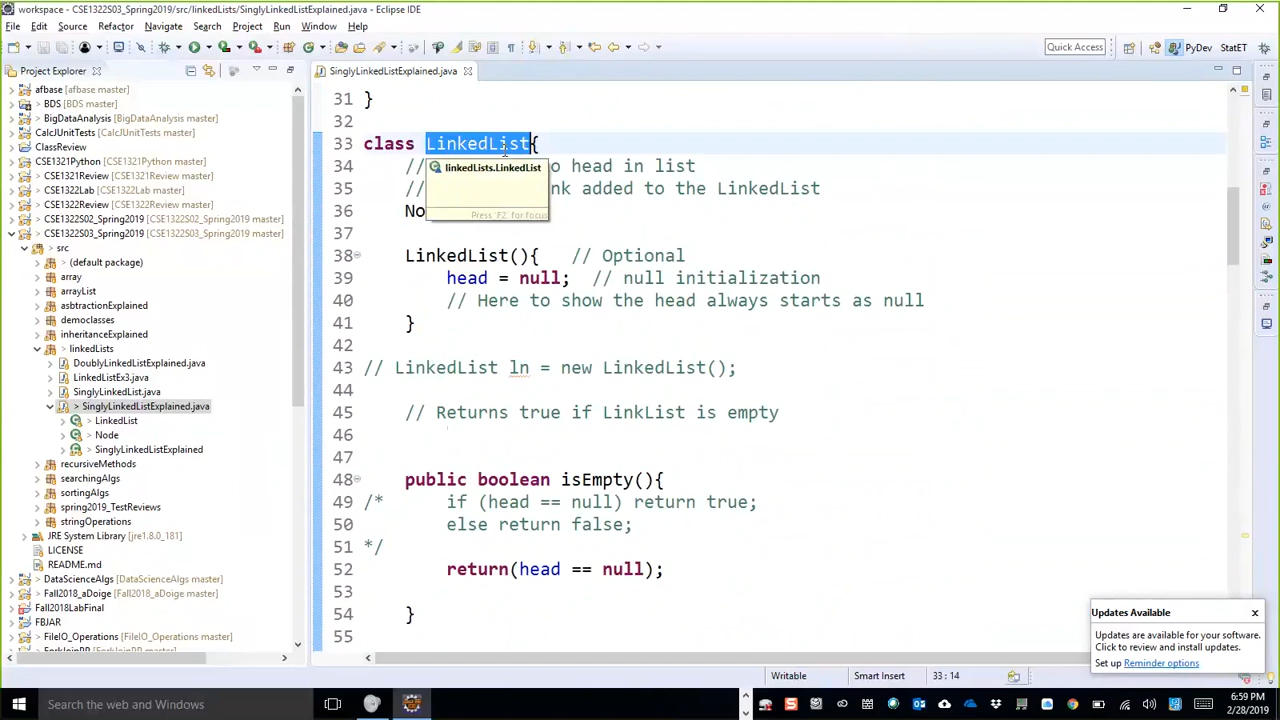 workspace - CSE1322S03_Spring2019/src/linkedLists/SinglyLinkedListExplained.java - Eclipse IDE
File Edit Source Refactor Navigate Search Project Run Window Help
Quick Access PyDev StatET
Project Explorer
afbase [afbase master]
> BDS [BDS master]
> BigDataAnalysis [BigDataAnalysis master]
CalcJUnitTests [CalcJUnitTests master]
ClassReview
CSE1321Python [CSE1321Python master]
> CSE1321Review [CSE1321Review master]
> CSE1322Lab [CSE1322Lab master]
> CSE1322Review [CSE1322Review master]
> CSE1322S02_Spring2019 [CSE1322S02_Spring2019 master]
> CSE1322S03_Spring2019 [CSE1322S03_Spring2019 master]
> src
> (default package)
> array
> arrayList
> asbtractionExplained
> democlasses
> inheritanceExplained
> linkedLists
> DoublyLinkedListExplained.java
> LinkedListEx3.java
> SinglyLinkedList.java
> SinglyLinkedListExplained.java
> LinkedList
> Node
> SinglyLinkedListExplained
> recursiveMethods
> searchingAlgs
> sortingAlgs
> spring2019_TestReviews
> stringOperations
JRE System Library [jre1.8.0_181]
LICENSE
README.md
> DataScienceAlgs [DataScienceAlgs master]
> Fall2018_aDoige [Fall2018_aDoige master]
Fall2018LabFinal
FBJAR
> FileIO_Operations [FileIO_Operations master]
SinglyLinkedListExplained.java
31 }
32
33 class LinkedList{
34 // o head in list
35 // nk added to the LinkedList
36 No
37
38 LinkedList(){ // Optional
39 head = null; // null initialization
40 // Here to show the head always starts as null
41 }
42
43 // LinkedList ln = new LinkedList();
44
45 // Returns true if LinkList is empty
46
47
48 public boolean isEmpty(){
49 /* if (head == null) return true;
50 else return false;
51 */
52 return(head == null);
53
54 }
55
linkedLists.LinkedList
Press 'F2' for focus
Updates Available
Updates are available for your software.
Click to review and install updates.
Set up Reminder options
Writable Smart Insert 33 : 14
Search the web and Windows
6:59 PM
2/28/2019